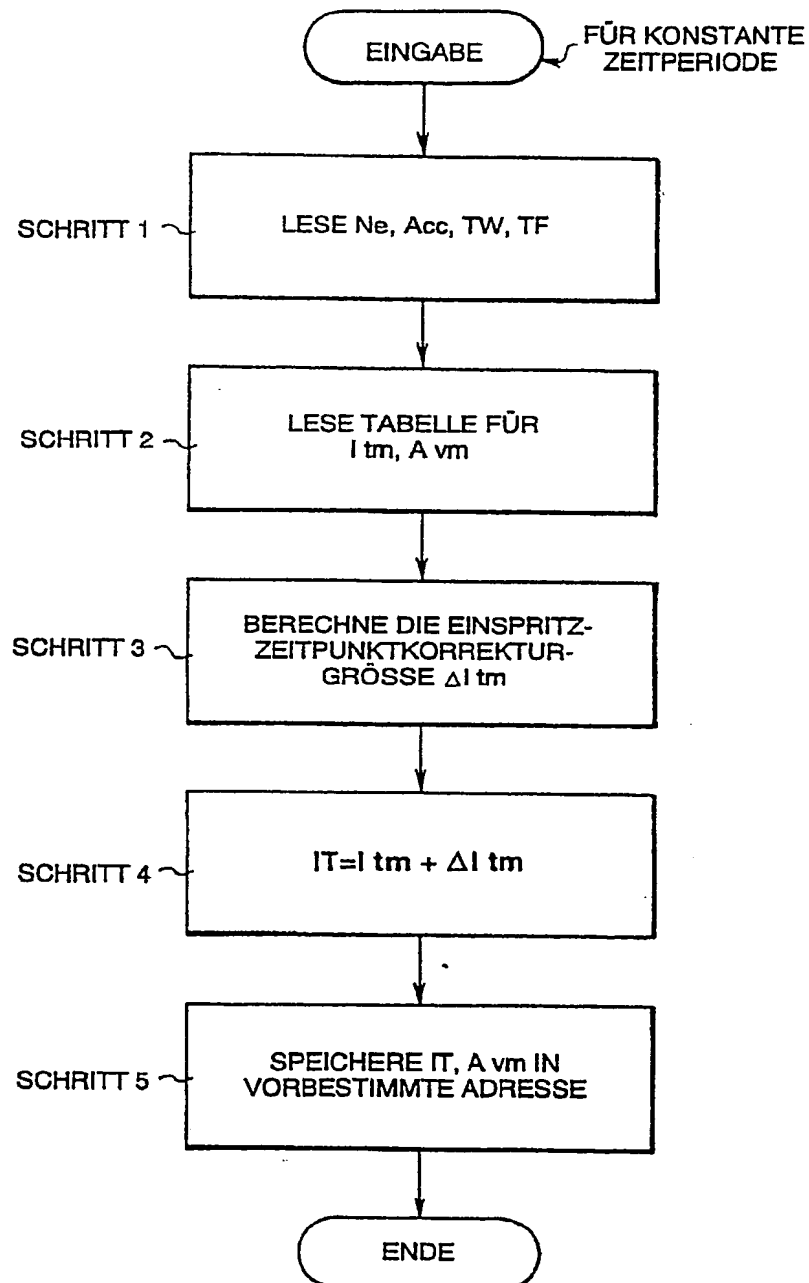 EINGABE
FÜR KONSTANTE
ZEITPERIODE
SCHRITT 1
LESE Ne, Acc, TW, TF
SCHRITT 2
LESE TABELLE FÜR
I tm, A vm
SCHRITT 3
BERECHNE DIE EINSPRITZ-
ZEITPUNKTKORREKTUR-
GRÖSSE ΔI tm
SCHRITT 4
IT=I tm + ΔI tm
SCHRITT 5
SPEICHERE IT, A vm IN
VORBESTIMMTE ADRESSE
ENDE